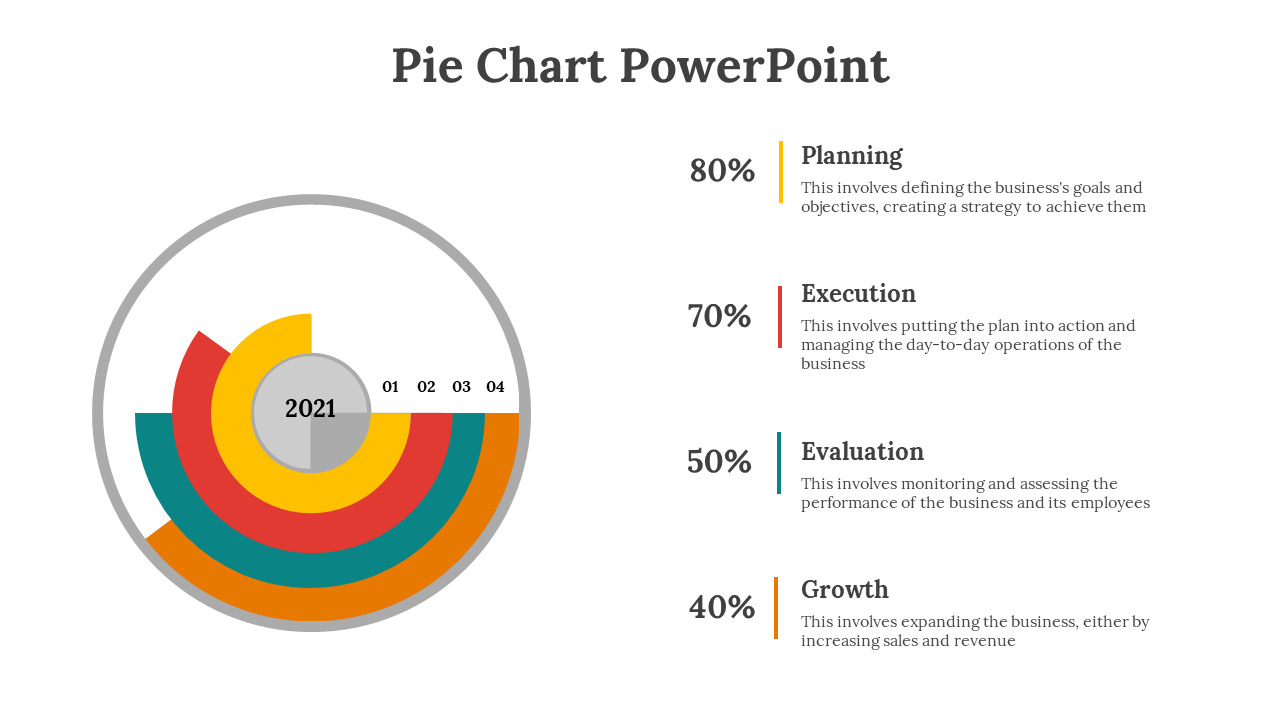 Pie Chart PowerPoint
80%
Planning
This involves defining the business's goals and
objectives, creating a strategy to achieve them
70%
Execution
This involves putting the plan into action and
managing the day-to-day operations of the
business
01 02 03 04
2021
50%
Evaluation
This involves monitoring and assessing the
performance of the business and its employees
40%
Growth
This involves expanding the business, either by
increasing sales and revenue